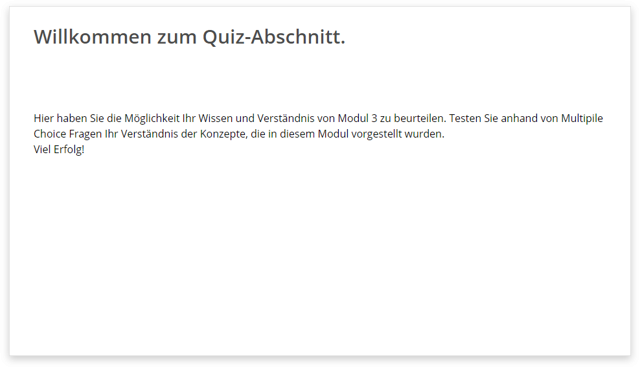 Willkommen zum Quiz-Abschnitt.
Hier haben Sie die Möglichkeit Ihr Wissen und Verständnis von Modul 3 zu beurteilen. Testen Sie anhand von Multipile
Choice Fragen Ihr Verständnis der Konzepte, die in diesem Modul vorgestellt wurden.
Viel Erfolg!